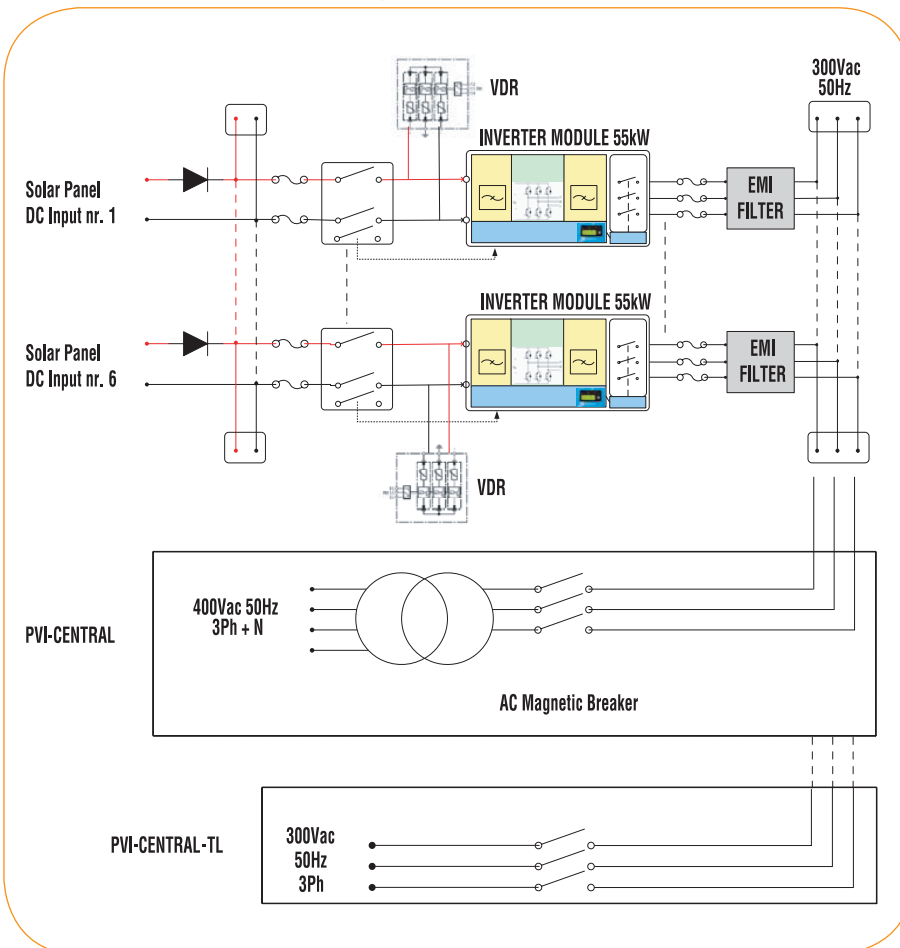 300Vac
50Hz
VDR
INVERTER MODULE 55kW
Solar Panel
DC Input nr. 1
EMI
FILTER
INVERTER MODULE 55kW
Solar Panel
DC Input nr. 6
EMI
FILTER
VDR
400Vac 50Hz
3Ph + N
PVI-CENTRAL
AC Magnetic Breaker
PVI-CENTRAL-TL
300Vac
50Hz
3Ph